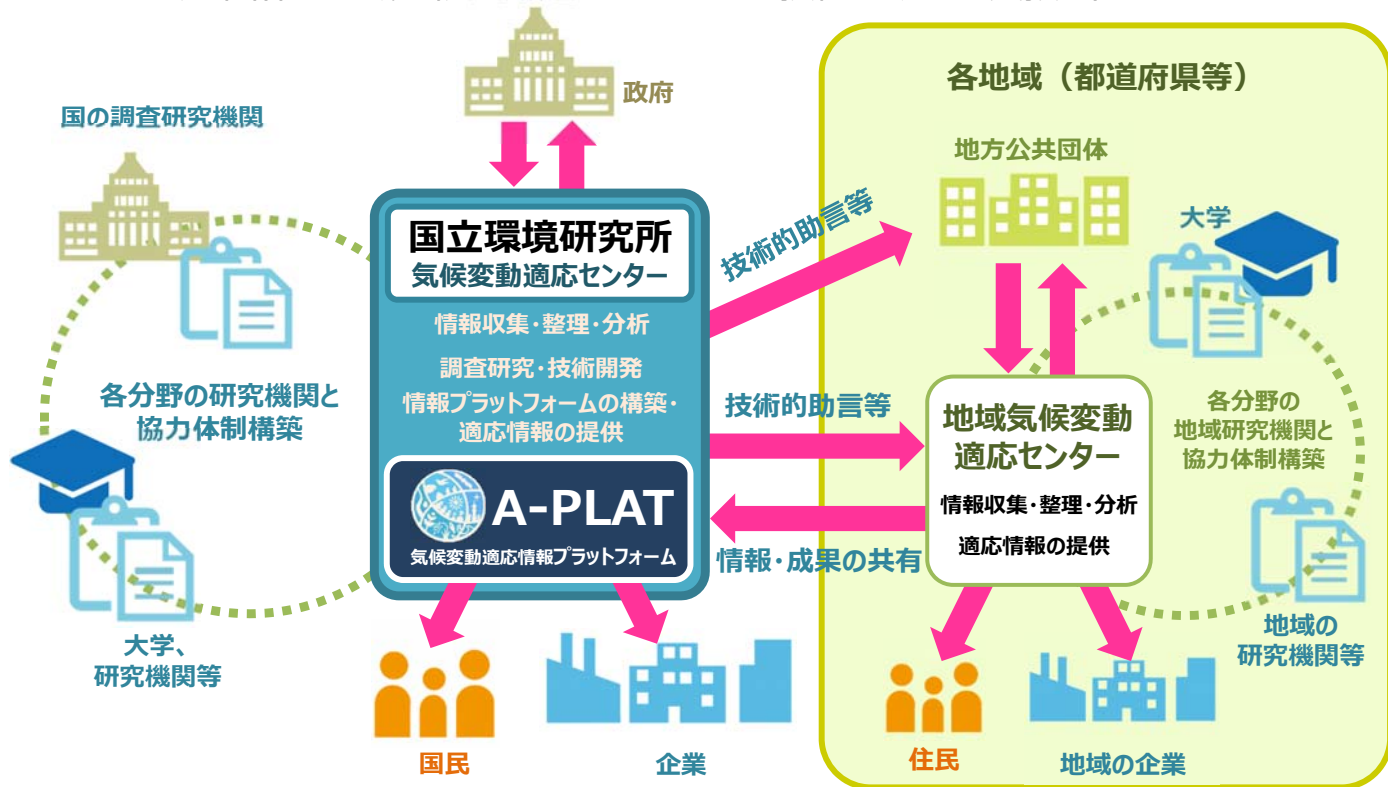 政府
国の調査研究機関
各分野の研究機関と
協力体制構築
大学、
研究機関等
国立環境研究所
気候変動適応センター
情報収集・整理・分析
調査研究・技術開発
情報プラットフォームの構築・
適応情報の提供
A-PLAT
気候変動適応情報プラットフォーム
国民
企業
技術的助言等
技術的助言等
情報・成果の共有
各地域（都道府県等）
地方公共団体
大学
地域気候変動
適応センター
情報収集・整理・分析
適応情報の提供
各分野の
地域研究機関と
協力体制構築
地域の
研究機関等
住民
地域の企業